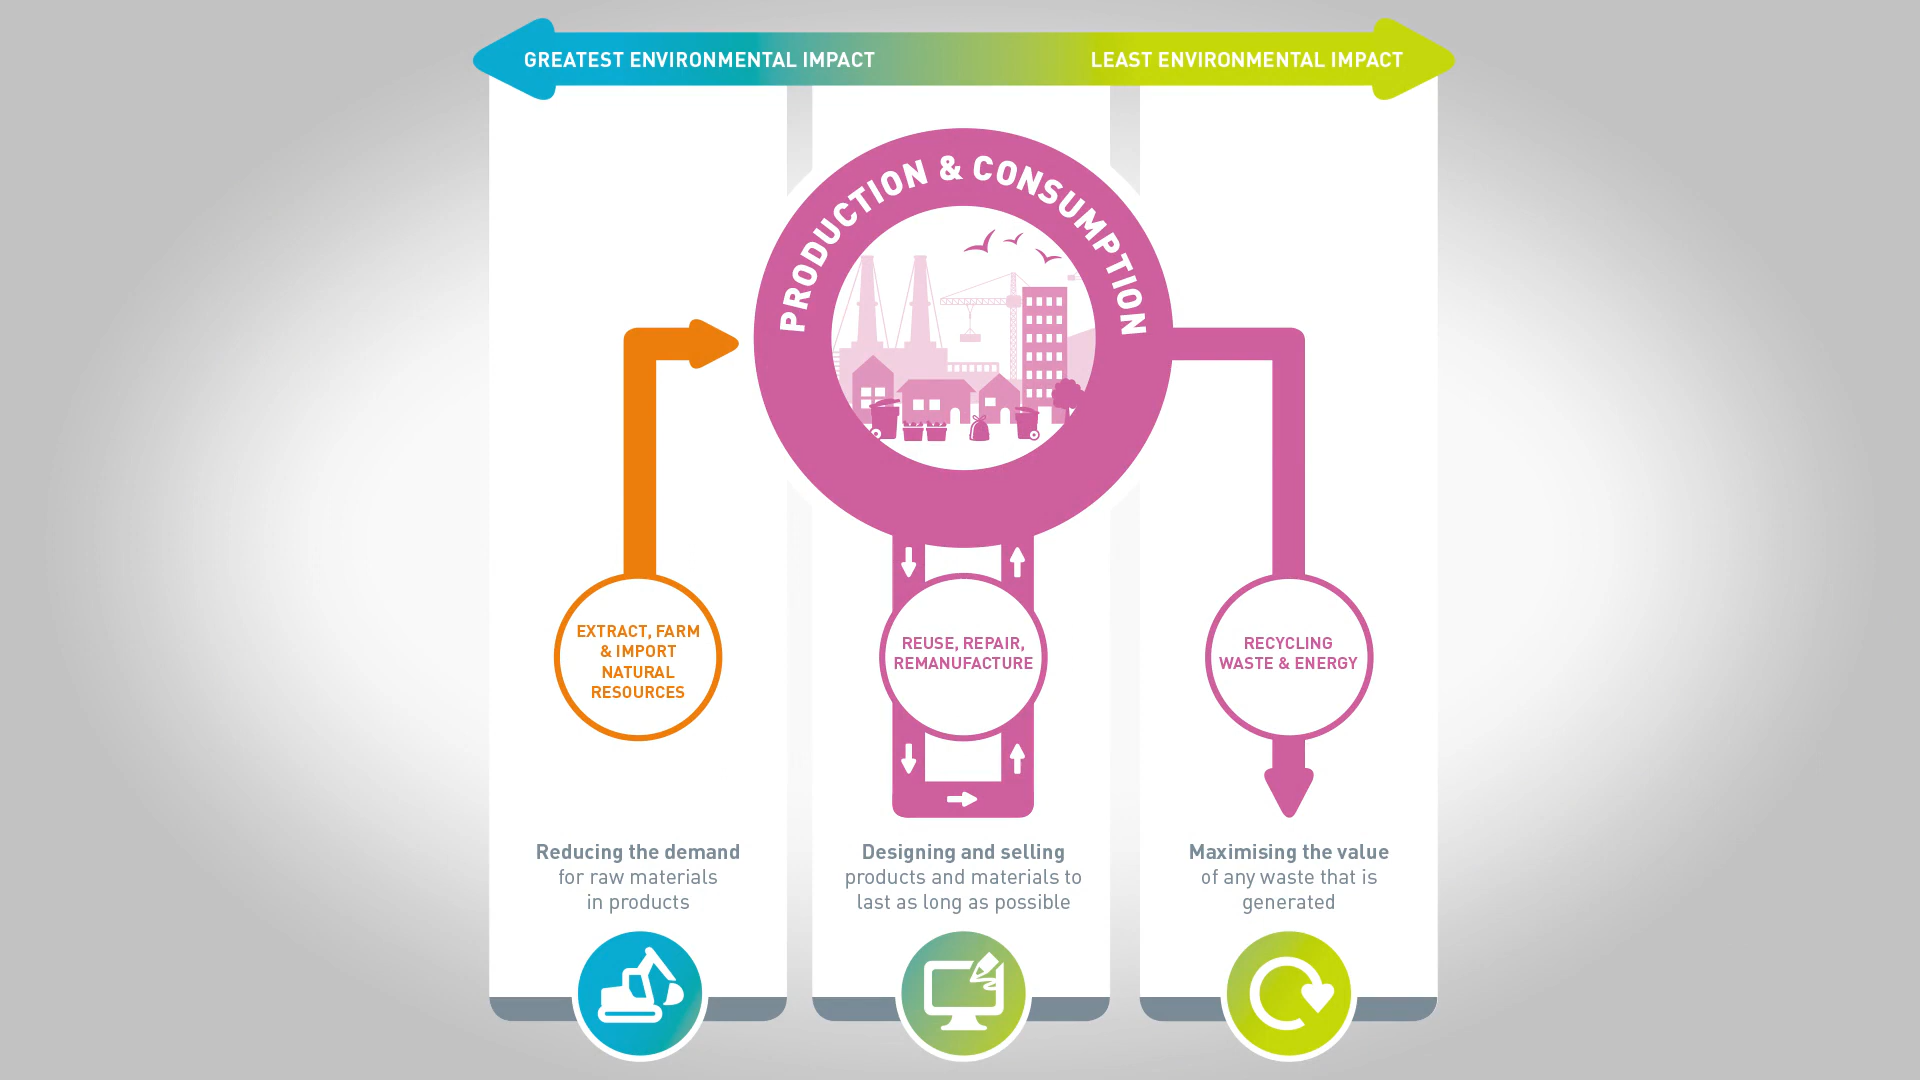 GREATEST ENVIRONMENTAL IMPACT
LEAST ENVIRONMENTAL IMPACT
PRODUCTION & CONSUMPTION
EXTRACT, FARM
& IMPORT
NATURAL
RESOURCES
REUSE, REPAIR,
REMANUFACTURE
RECYCLING
WASTE & ENERGY
Reducing the demand
for raw materials
in products
Designing and selling
products and materials to
last as long as possible
Maximising the value
of any waste that is
generated